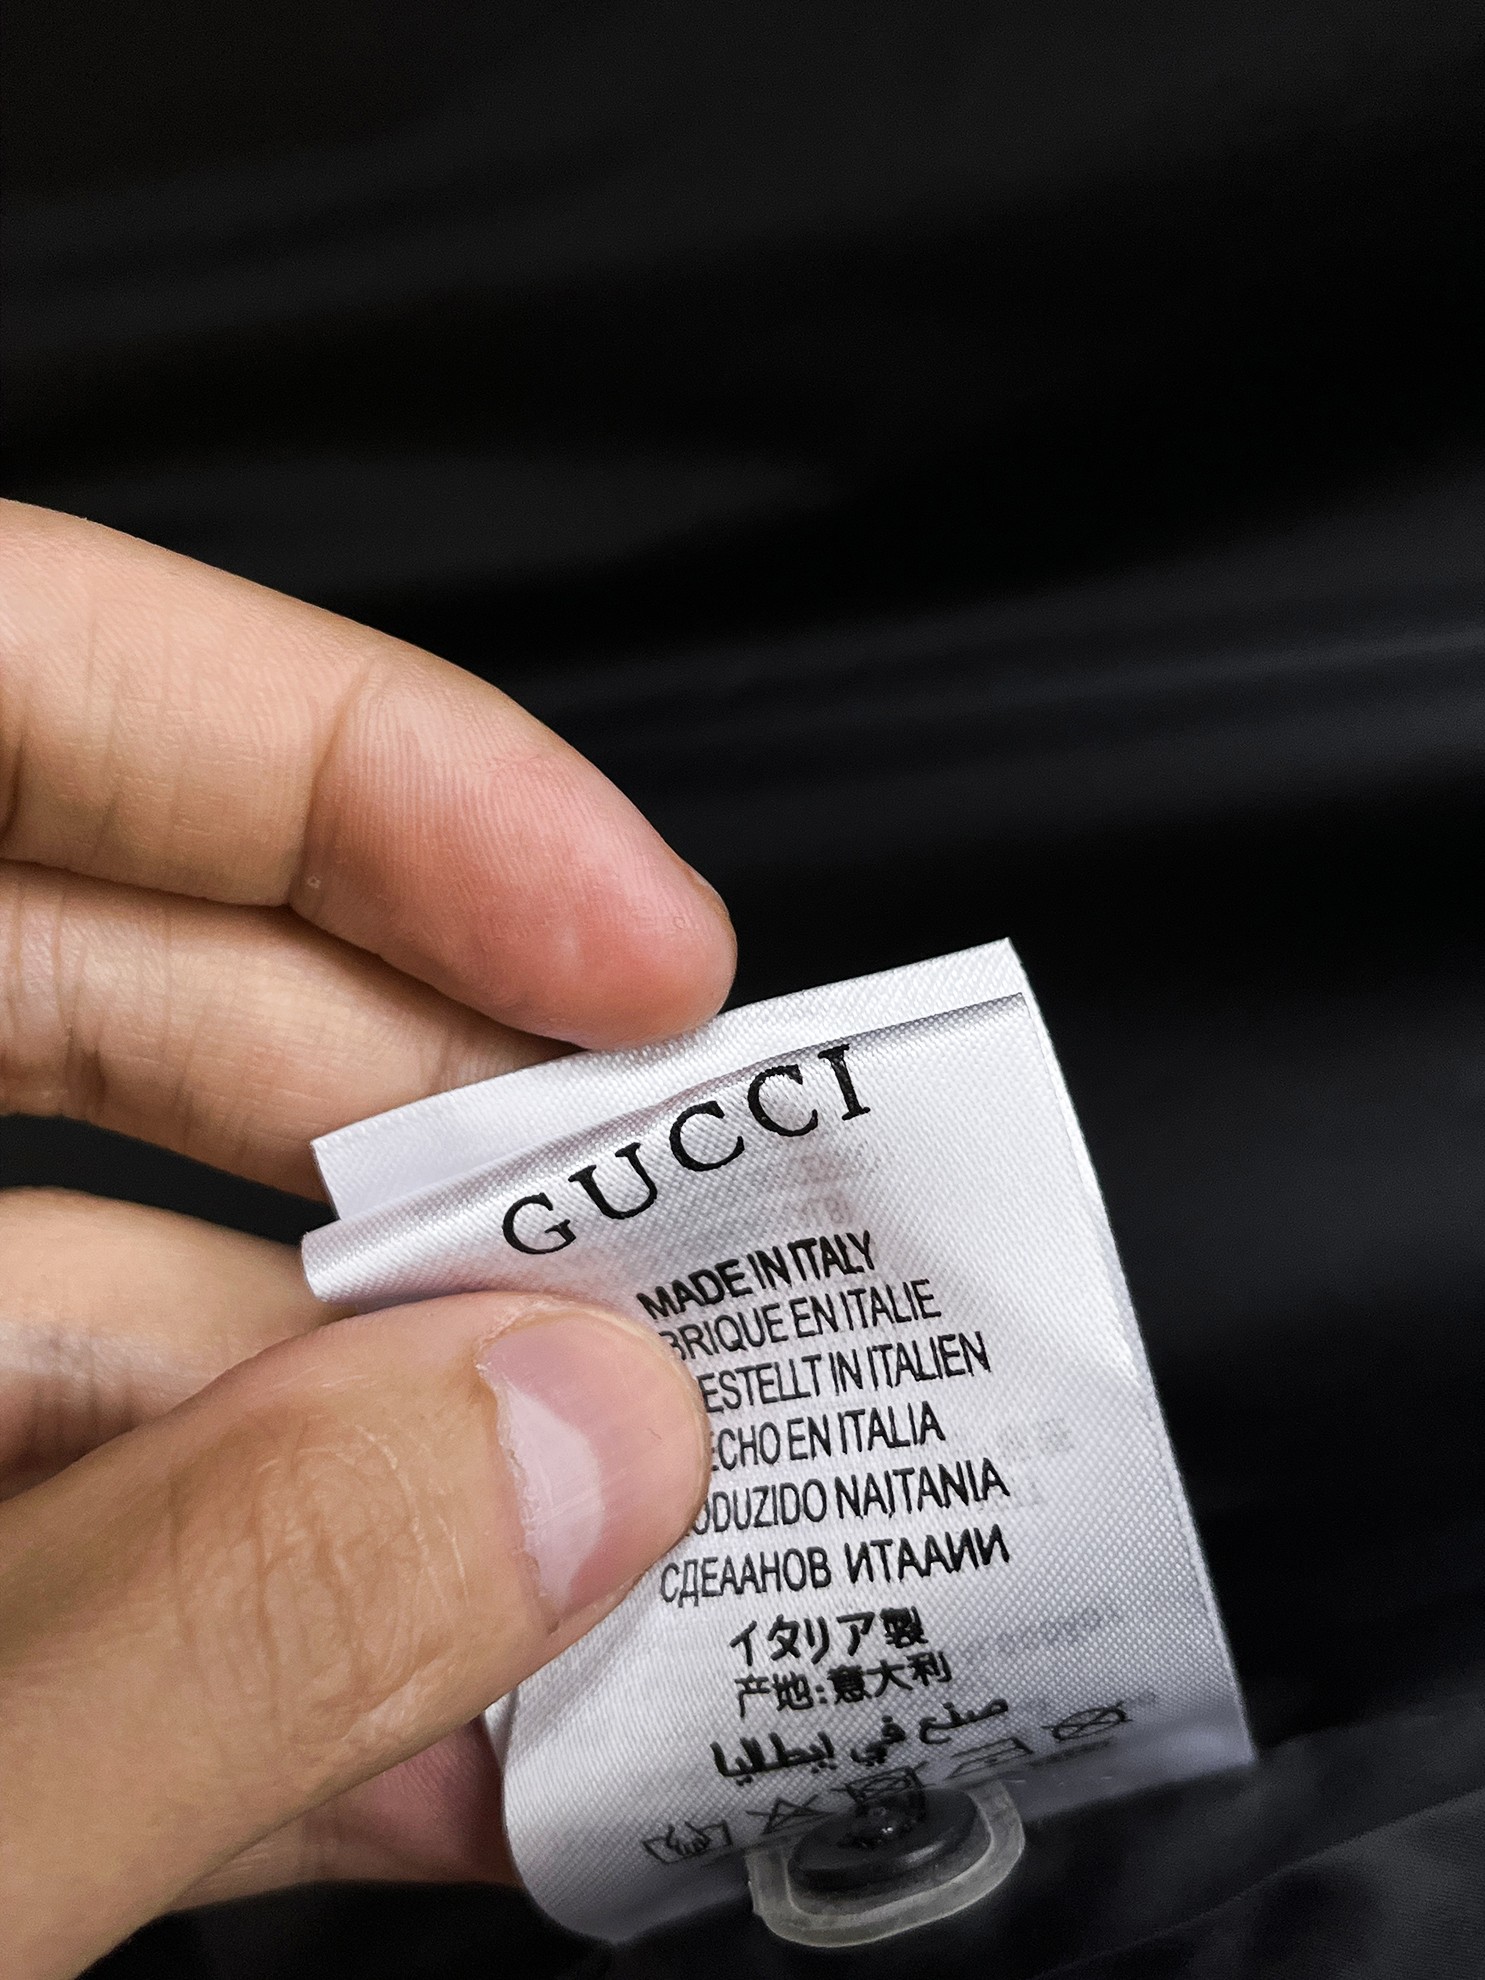 GUCCI
MADE IN ITALY
BRIQUE EN ITALIE
ESTELLT IN ITALIEN
ECHO EN ITALIA
ODUZIDO NAITANIA
СДЕААНОВ ИТААИИ
イタリア製
产地:意大利
صنع في إيطاليا